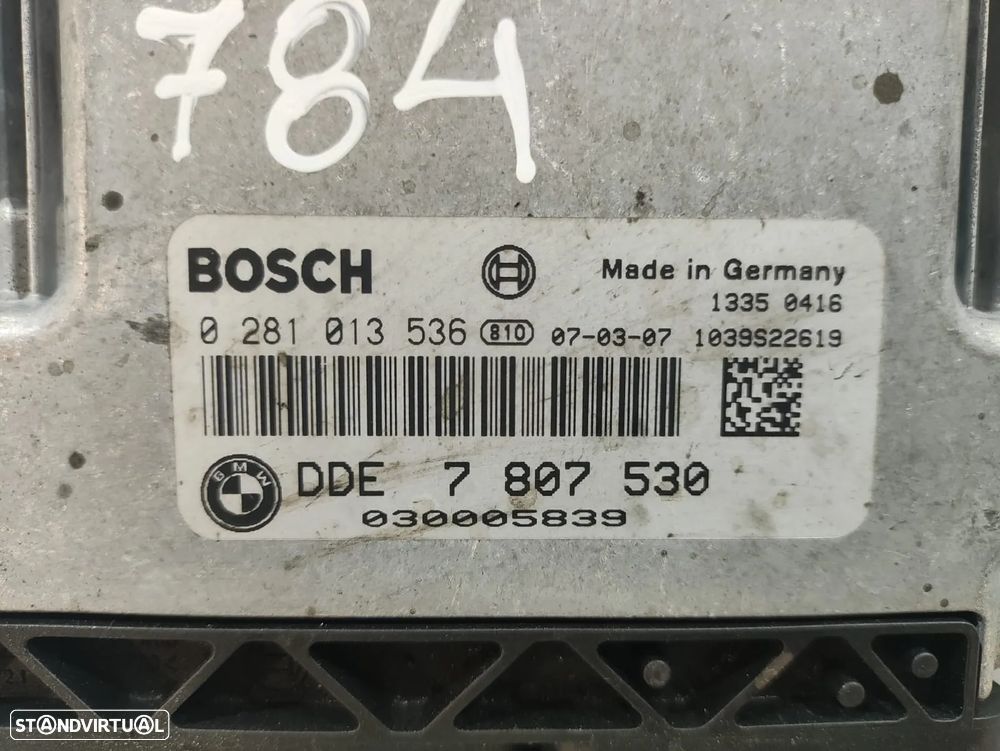 784
BOSCH Made in Germany
1335 0416
0 281 013 536 810 07-03-07 1039S22619
BMW DDE 7 807 530
030005839
STANDVIRTUAL